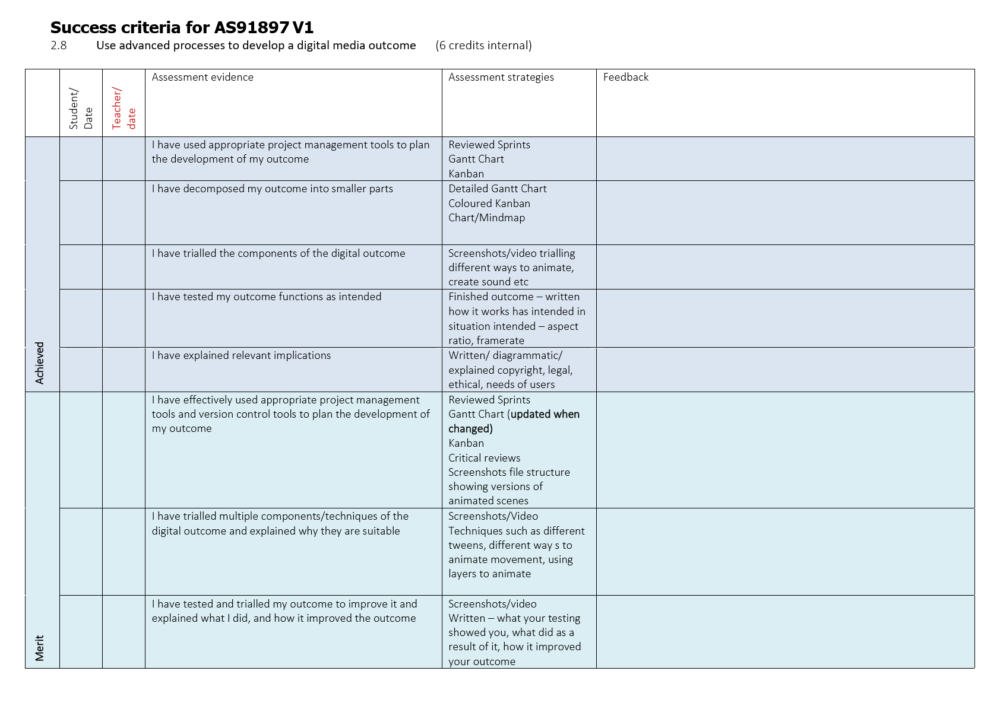 Success criteria for AS91897 V1
2.8 Use advanced processes to develop a digital media outcome (6 credits internal)
Student/
Date
Teacher/
date
Assessment evidence
Assessment strategies
Feedback
Achieved
I have used appropriate project management tools to plan
the development of my outcome
Reviewed Sprints
Gantt Chart
Kanban
I have decomposed my outcome into smaller parts
Detailed Gantt Chart
Coloured Kanban
Chart/Mindmap
I have trialled the components of the digital outcome
Screenshots/video trialling
different ways to animate,
create sound etc
I have tested my outcome functions as intended
Finished outcome – written
how it works has intended in
situation intended – aspect
ratio, framerate
I have explained relevant implications
Written/ diagrammatic/
explained copyright, legal,
ethical, needs of users
Merit
I have effectively used appropriate project management
tools and version control tools to plan the development of
my outcome
Reviewed Sprints
Gantt Chart (updated when
changed)
Kanban
Critical reviews
Screenshots file structure
showing versions of
animated scenes
I have trialled multiple components/techniques of the
digital outcome and explained why they are suitable
Screenshots/Video
Techniques such as different
tweens, different way s to
animate movement, using
layers to animate
I have tested and trialled my outcome to improve it and
explained what I did, and how it improved the outcome
Screenshots/video
Written – what your testing
showed you, what did as a
result of it, how it improved
your outcome